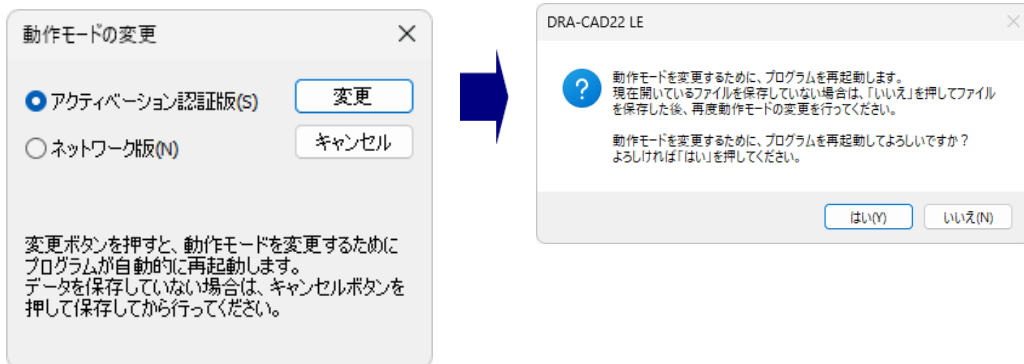 動作モードの変更
アクティベーション認証版(S)
変更
ネットワーク版(N)
キャンセル
変更ボタンを押すと、動作モードを変更するために
プログラムが自動的に再起動します。
データを保存していない場合は、キャンセルボタンを
押して保存してから行ってください。
DRA-CAD22 LE
動作モードを変更するために、プログラムを再起動します。
現在開いているファイルを保存していない場合は、「いいえ」を押してファイル
を保存した後、再度動作モードの変更を行ってください。
動作モードを変更するために、プログラムを再起動してよろしいですか？
よろしければ「はい」を押してください。
はい(Y)
いいえ(N)